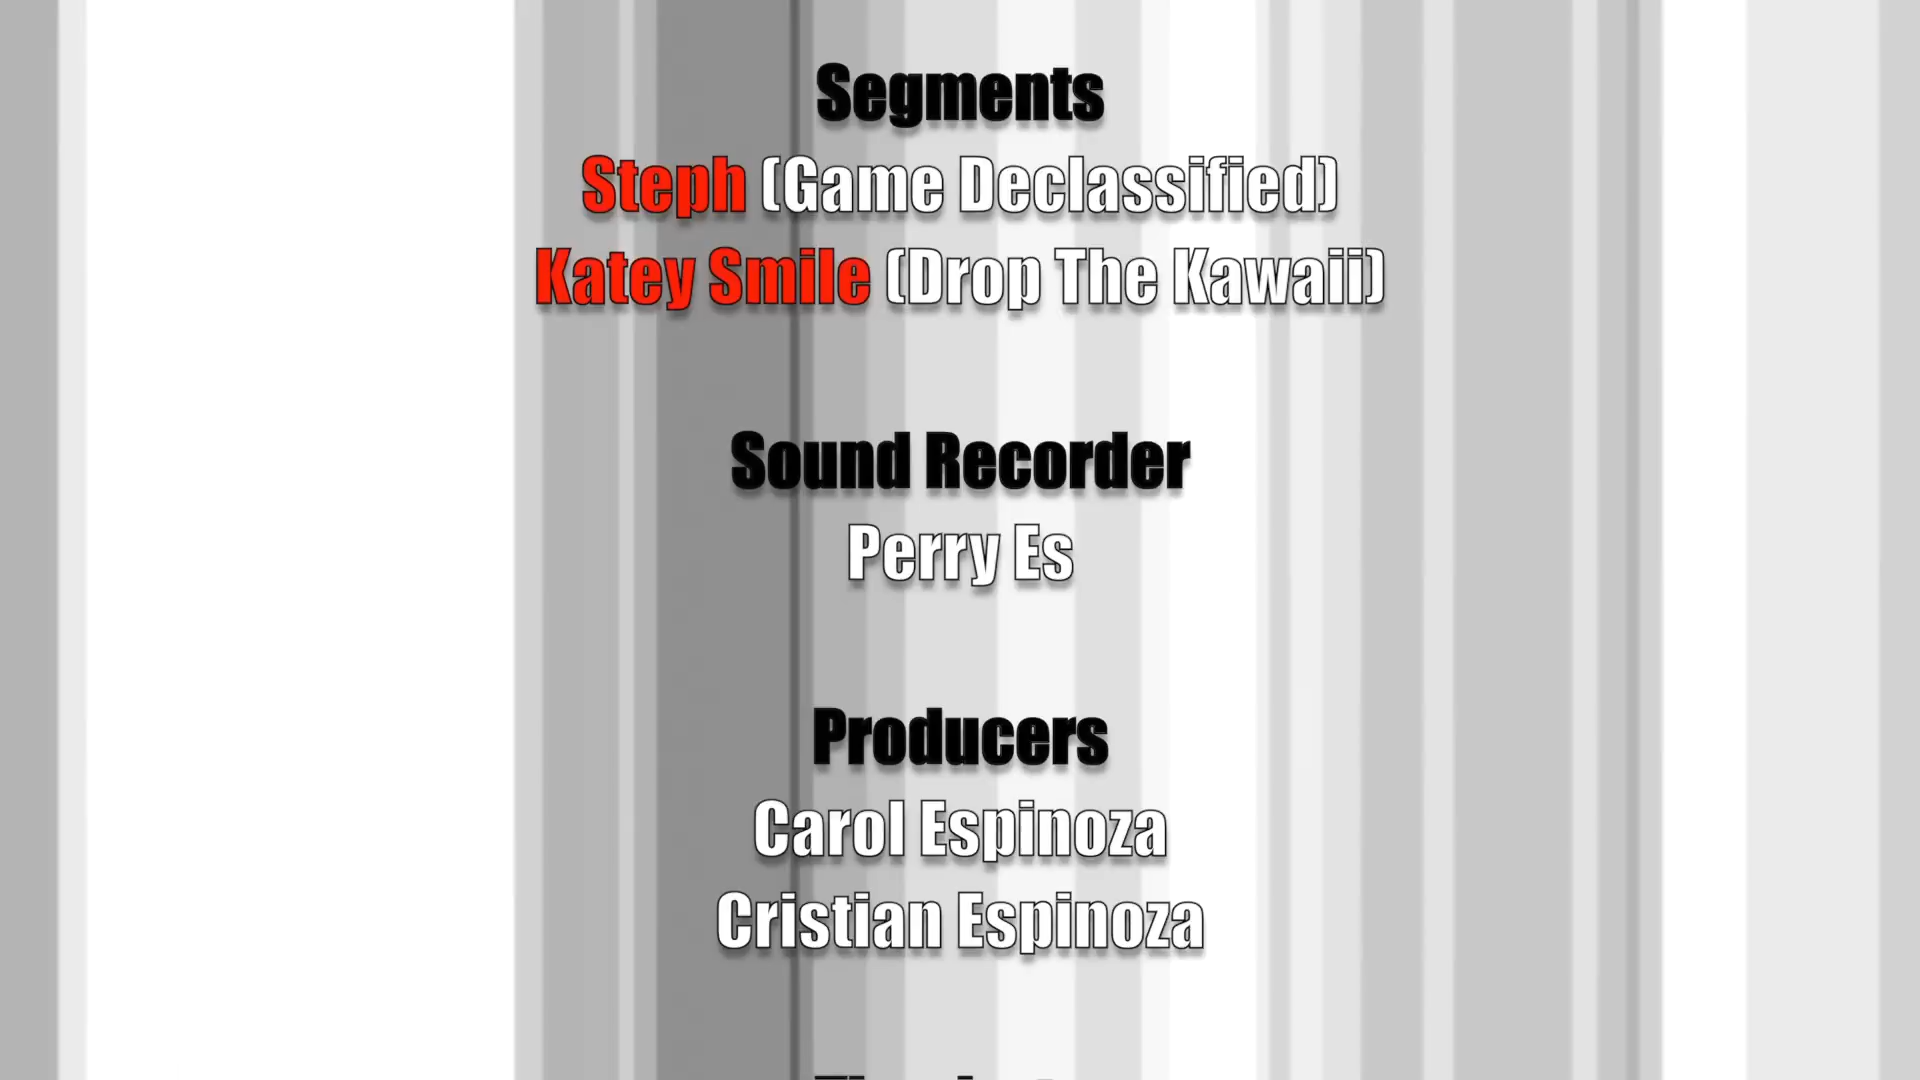 Segments
Steph (Game Declassified)
Katey Smile (Drop The Kawaii)
Sound Recorder
Perry Es
Producers
Carol Espinoza
Cristian Espinoza